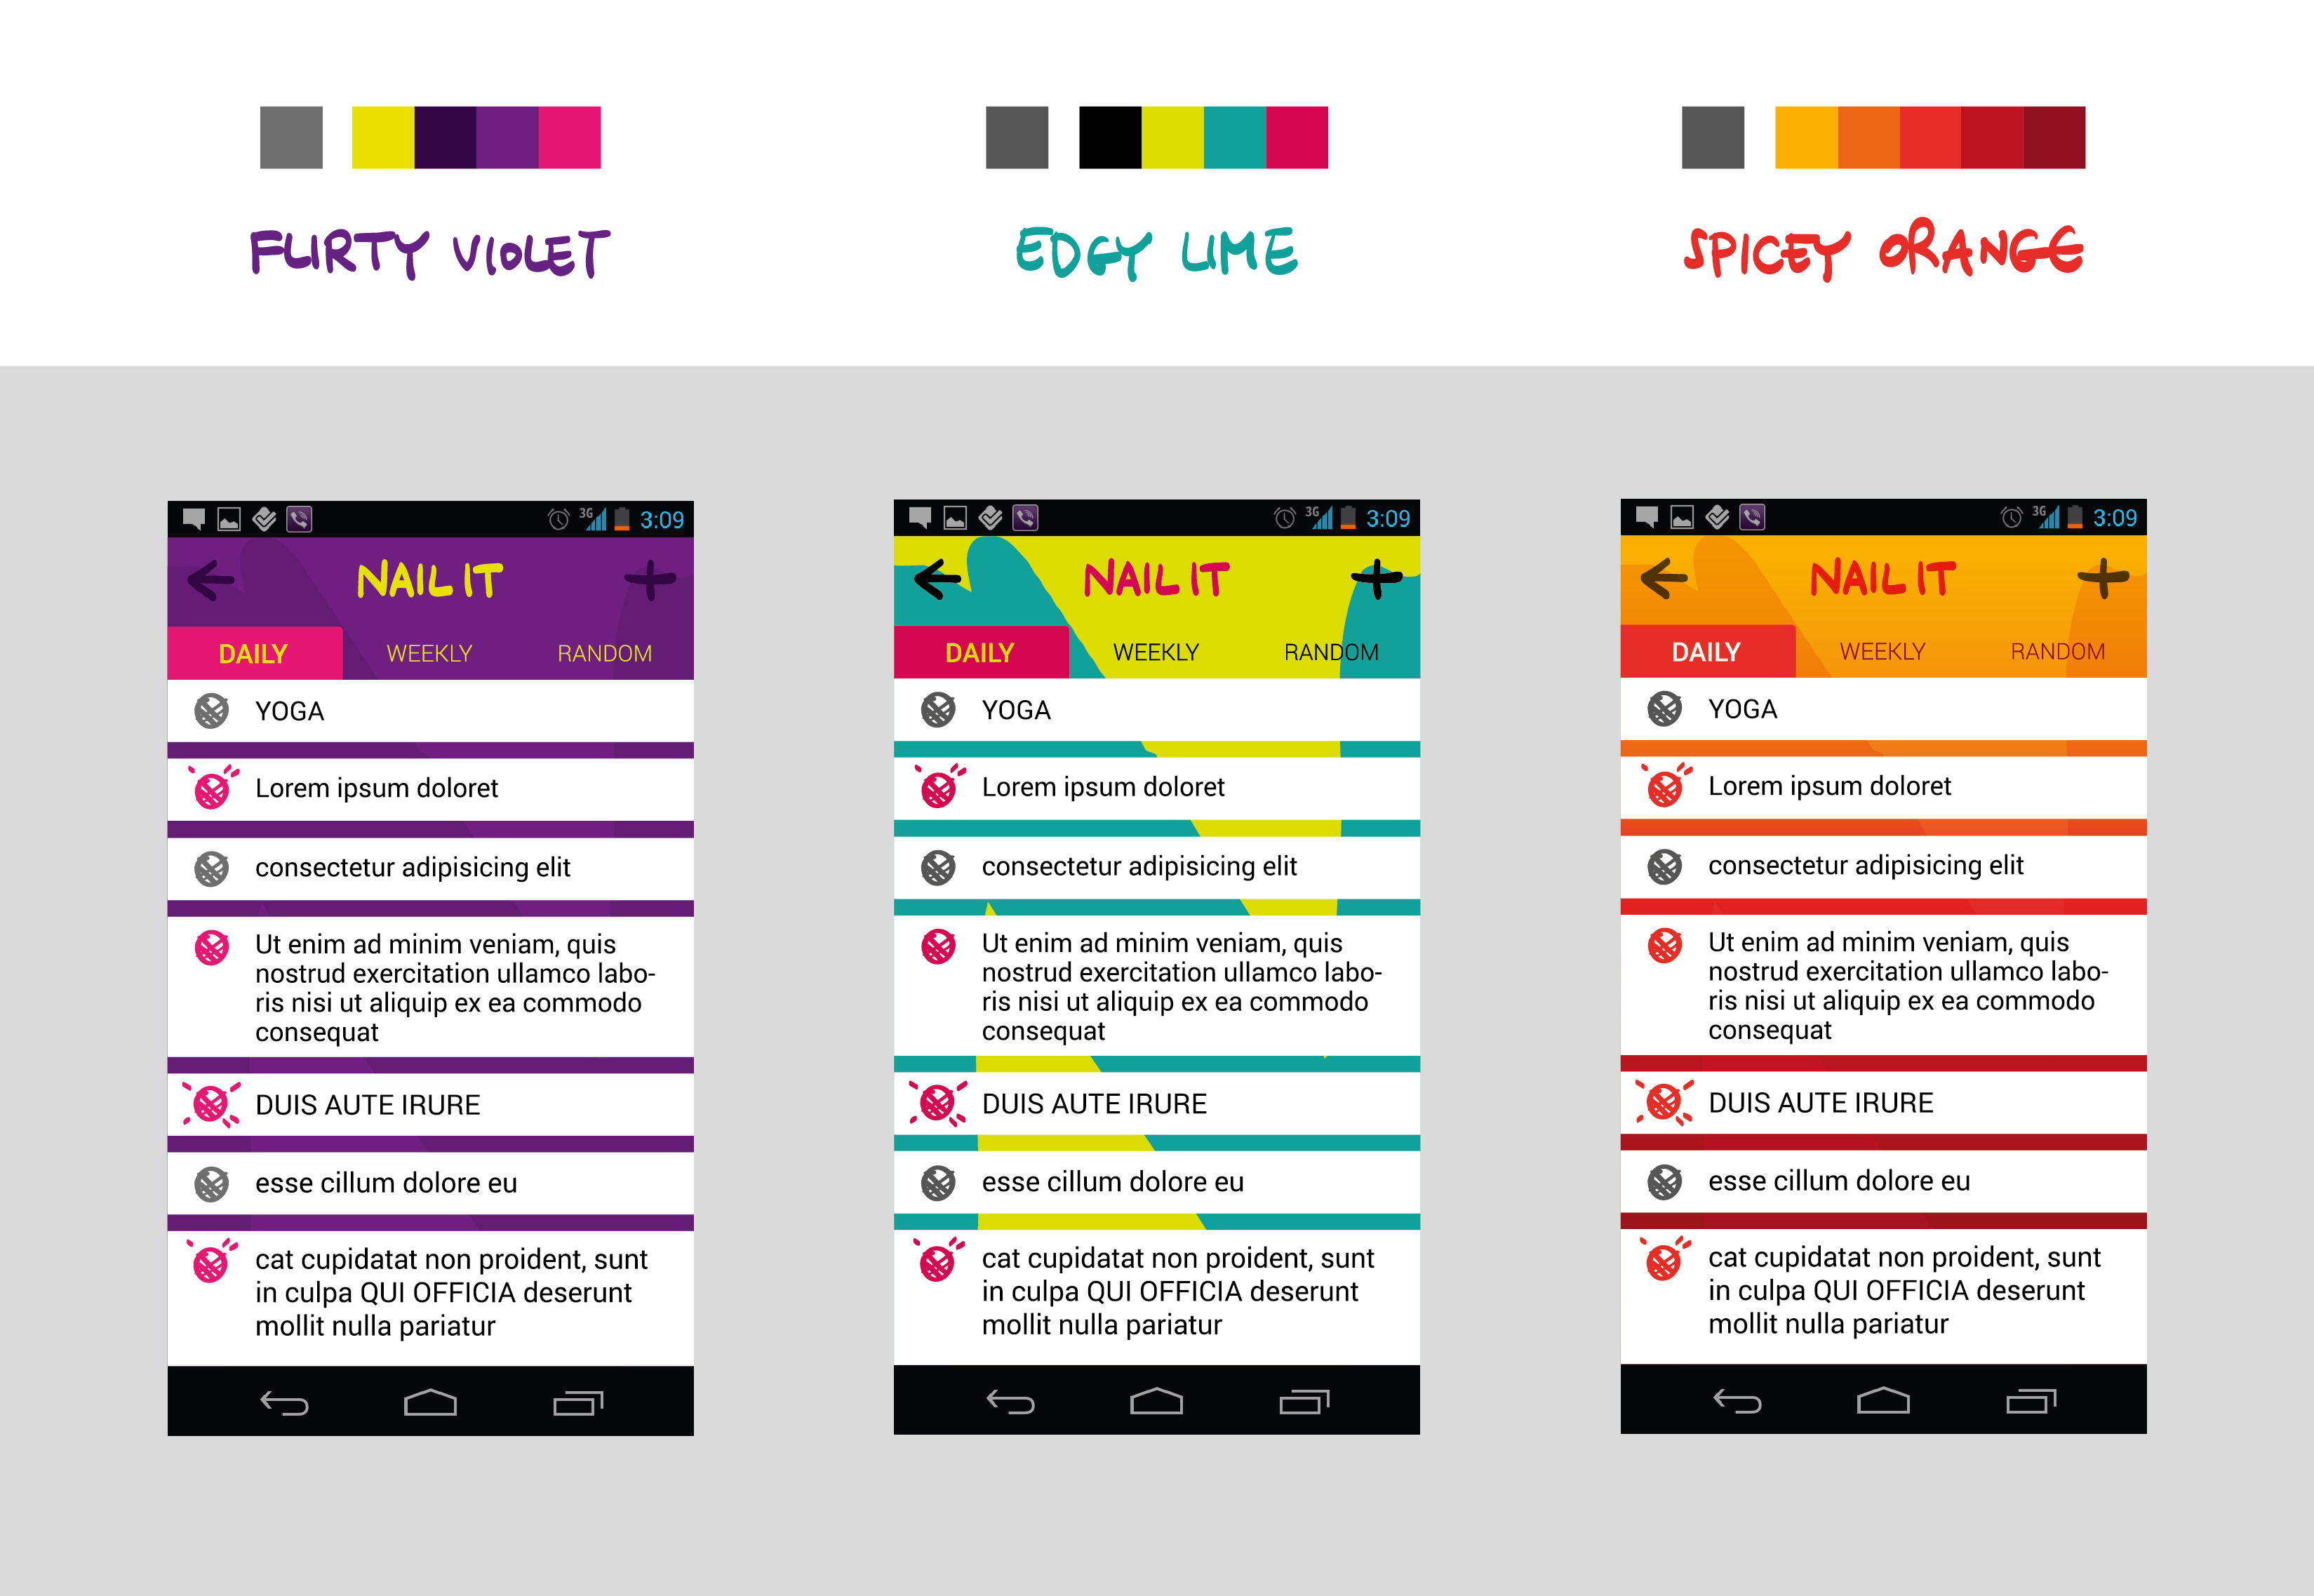 FLIRTY VIOLET
EDGY LIME
SPICEY ORANGE
3G 3:09
NAIL IT
DAILY WEEKLY RANDOM
YOGA
Lorem ipsum doloret
consectetur adipisicing elit
Ut enim ad minim veniam, quis
nostrud exercitation ullamco labo-
ris nisi ut aliquip ex ea commodo
consequat
DUIS AUTE IRURE
esse cillum dolore eu
cat cupidatat non proident, sunt
in culpa QUI OFFICIA deserunt
mollit nulla pariatur
3G 3:09
NAIL IT
DAILY WEEKLY RANDOM
YOGA
Lorem ipsum doloret
consectetur adipisicing elit
Ut enim ad minim veniam, quis
nostrud exercitation ullamco labo-
ris nisi ut aliquip ex ea commodo
consequat
DUIS AUTE IRURE
esse cillum dolore eu
cat cupidatat non proident, sunt
in culpa QUI OFFICIA deserunt
mollit nulla pariatur
3G 3:09
NAIL IT
DAILY WEEKLY RANDOM
YOGA
Lorem ipsum doloret
consectetur adipisicing elit
Ut enim ad minim veniam, quis
nostrud exercitation ullamco labo-
ris nisi ut aliquip ex ea commodo
consequat
DUIS AUTE IRURE
esse cillum dolore eu
cat cupidatat non proident, sunt
in culpa QUI OFFICIA deserunt
mollit nulla pariatur